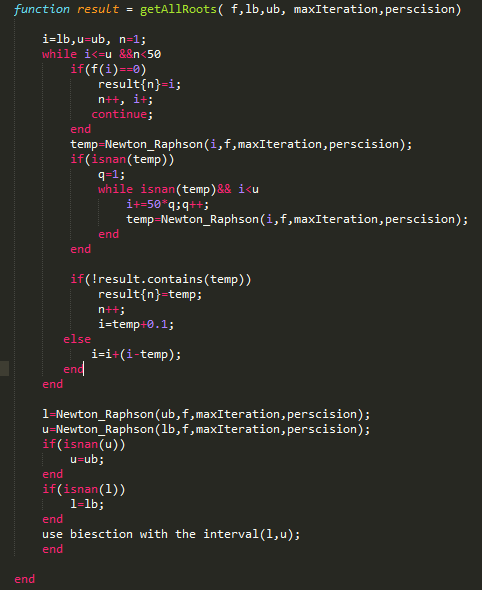 function result = getAllRoots( f,lb,ub, maxIteration,perscision)
i=lb,u=ub, n=1;
while i<=u &&n<50
if(f(i)==0)
result{n}=i;
n++, i+;
continue;
end
temp=Newton_Raphson(i,f,maxIteration,perscision);
if(isnan(temp))
q=1;
while isnan(temp)&& i<u
i+=50*q;q++;
temp=Newton_Raphson(i,f,maxIteration,perscision);
end
end
if(!result.contains(temp))
result{n}=temp;
n++;
i=temp+0.1;
else
i=i+(i-temp);
end
end
l=Newton_Raphson(ub,f,maxIteration,perscision);
u=Newton_Raphson(lb,f,maxIteration,perscision);
if(isnan(u))
u=ub;
end
if(isnan(l))
l=lb;
end
use biesction with the interval(l,u);
end
end